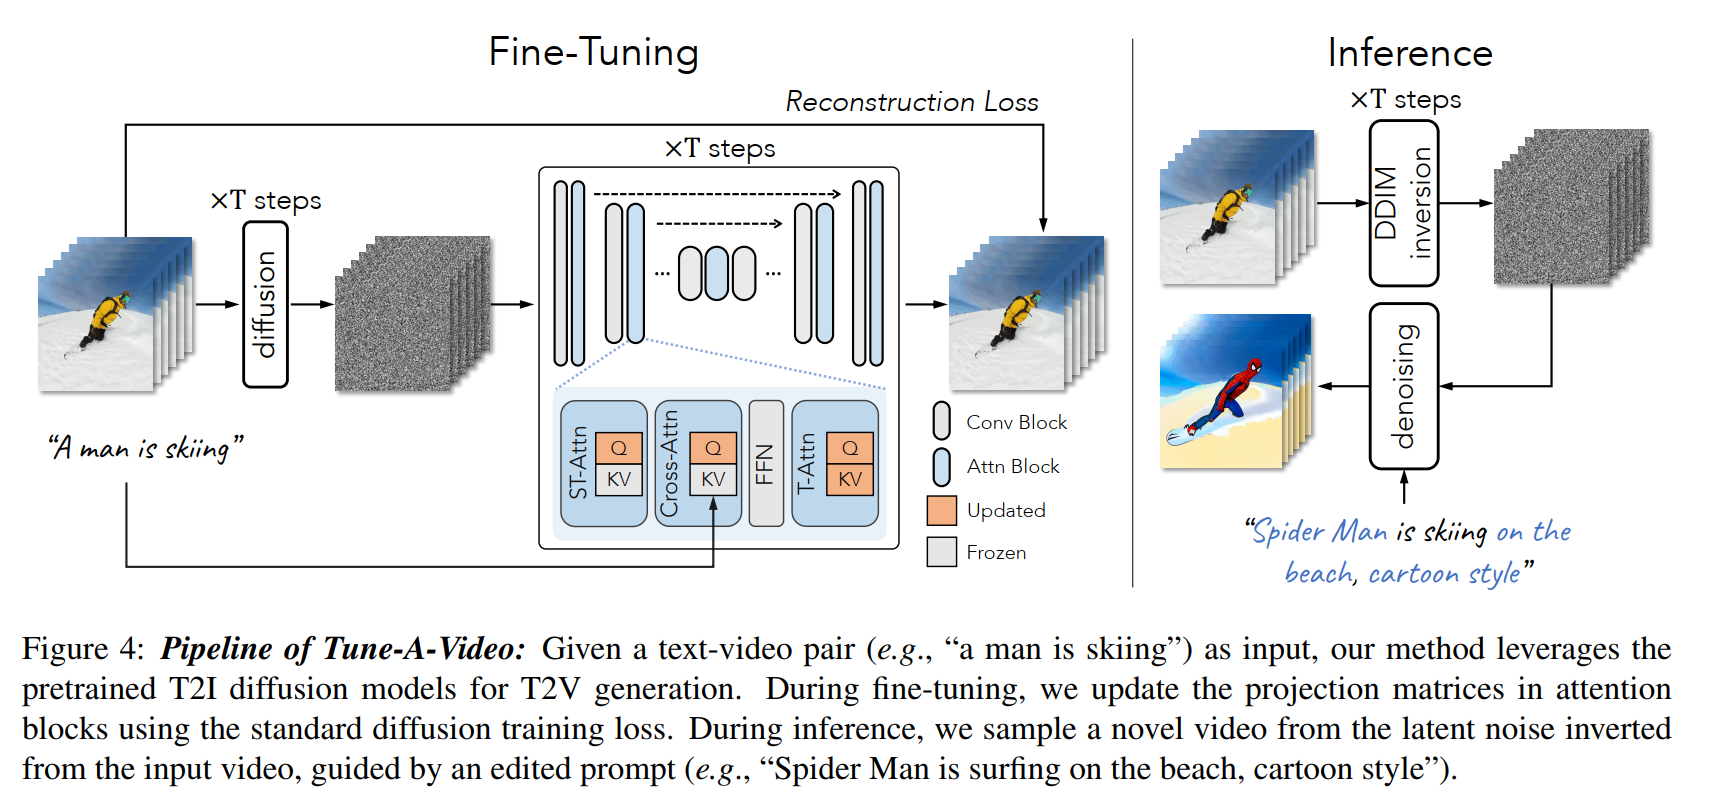 Fine-Tuning
Reconstruction Loss
×T steps
×T steps
diffusion
"A man is skiing"
ST-Attn
Q
KV
Cross-Attn
Q
KV
FFN
T-Attn
Q
KV
...
...
Conv Block
Attn Block
Updated
Frozen
Inference
×T steps
DDIM
inversion
denoising
"Spider Man is skiing on the
beach, cartoon style"
Figure 4: Pipeline of Tune-A-Video: Given a text-video pair (e.g., “a man is skiing”) as input, our method leverages the
pretrained T2I diffusion models for T2V generation. During fine-tuning, we update the projection matrices in attention
blocks using the standard diffusion training loss. During inference, we sample a novel video from the latent noise inverted
from the input video, guided by an edited prompt (e.g., “Spider Man is surfing on the beach, cartoon style”).